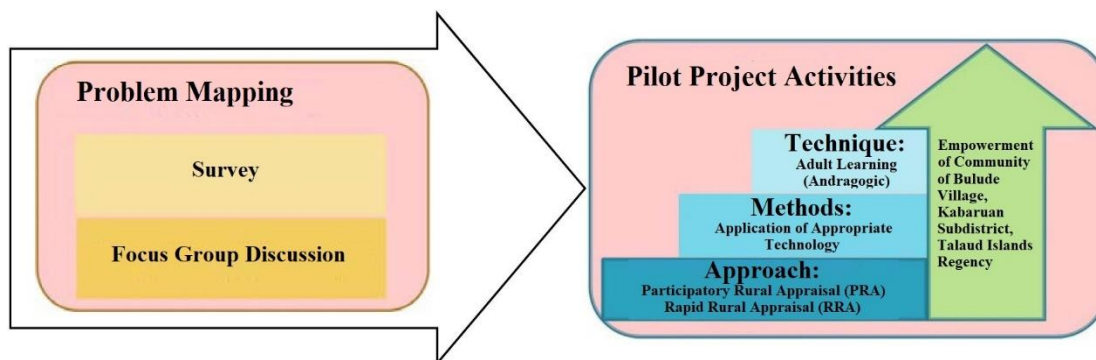 Problem Mapping
Survey
Focus Group Discussion
Pilot Project Activities
Technique:
Adult Learning
(Andragogic)
Methods:
Application of Appropriate
Technology
Approach:
Participatory Rural Appraisal (PRA)
Rapid Rural Appraisal (RRA)
Empowerment
of Community
of Bulude
Village,
Kabaruan
Subdistrict,
Talaud Islands
Regency